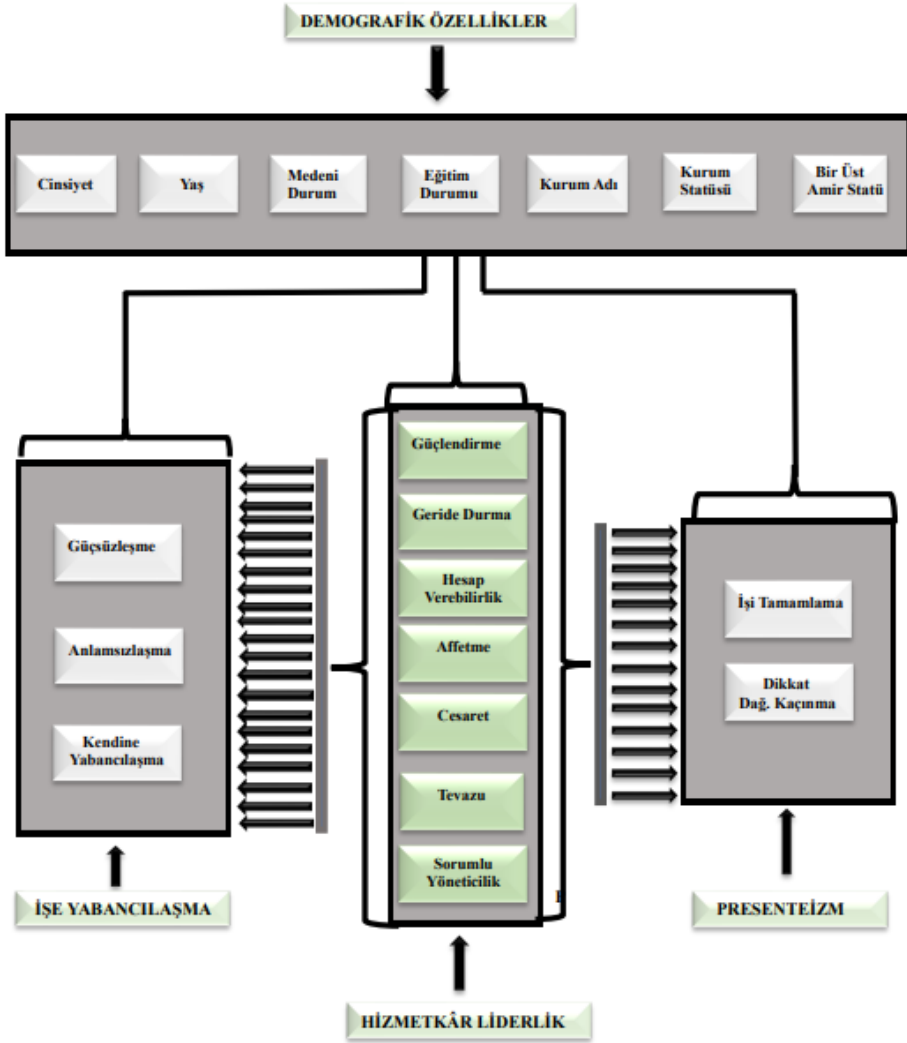 DEMOGRAFİK ÖZELLİKLER
Cinsiyet
Yaş
Medeni
Durum
Eğitim
Durumu
Kurum Adı
Kurum
Statüsü
Bir Üst
Amir Statü
Güçsüzleşme
Anlamsızlaşma
Kendine
Yabancılaşma
İŞE YABANCILAŞMA
Güçlendirme
Geride Durma
Hesap
Verebilirlik
Affetme
Cesaret
Tevazu
Sorumlu
Yöneticilik
HİZMETKÂR LİDERLİK
İşi Tamamlama
Dikkat
Dağ. Kaçınma
PRESENTEİZM